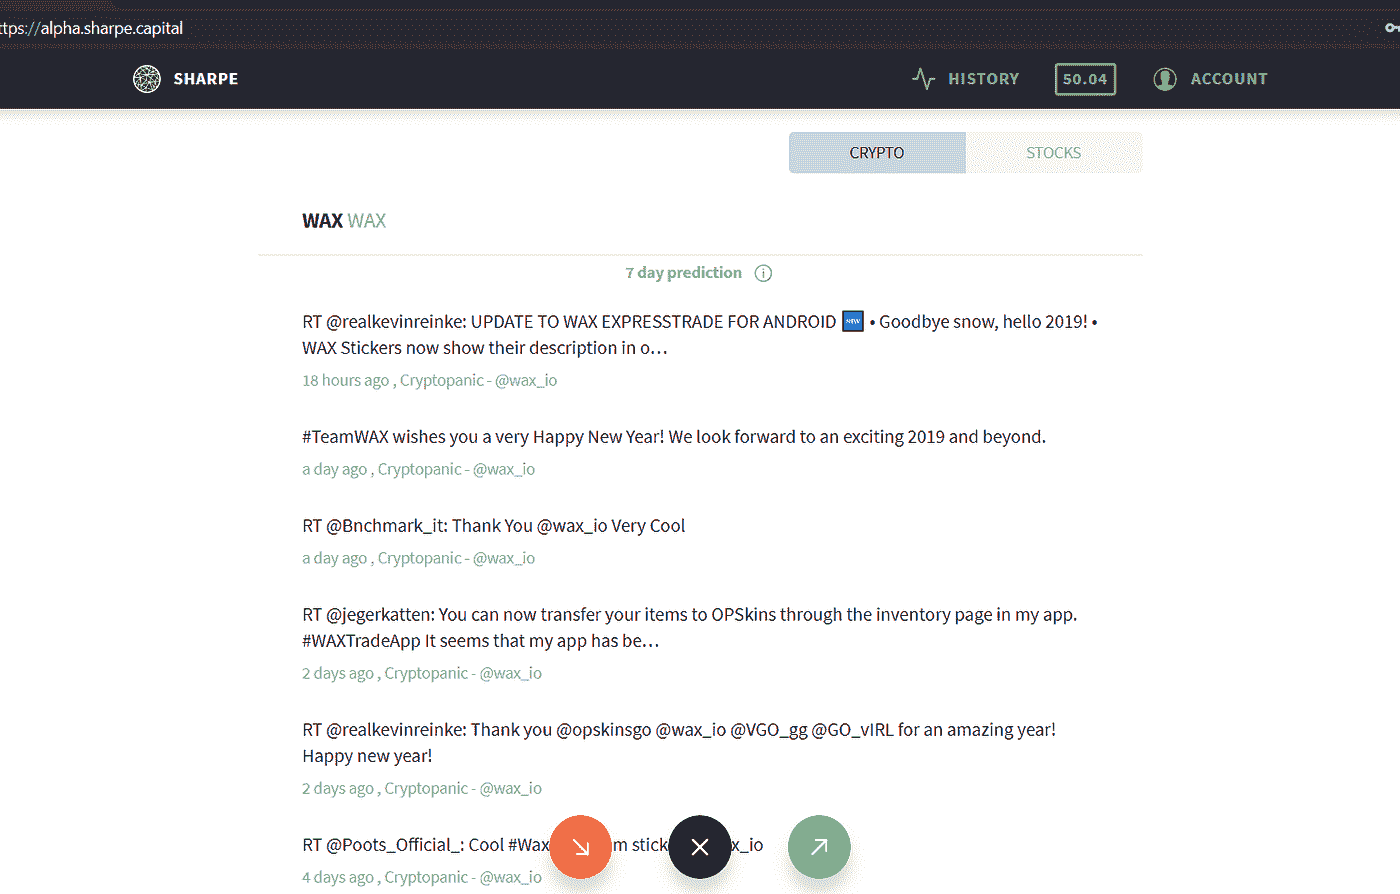 ttps://alpha.sharpe.capital
SHARPE
HISTORY
50.04
ACCOUNT
CRYPTO
STOCKS
WAX WAX
7 day prediction
RT @realkevinreinke: UPDATE TO WAX EXPRESSTRADE FOR ANDROID • Goodbye snow, hello 2019! •
WAX Stickers now show their description in o…
18 hours ago , Cryptopanic - @wax_io
#TeamWAX wishes you a very Happy New Year! We look forward to an exciting 2019 and beyond.
a day ago , Cryptopanic - @wax_io
RT @Bnchmark_it: Thank You @wax_io Very Cool
a day ago , Cryptopanic - @wax_io
RT @jegerkatten: You can now transfer your items to OPSkins through the inventory page in my app.
#WAXTradeApp It seems that my app has be…
2 days ago , Cryptopanic - @wax_io
RT @realkevinreinke: Thank you @opskinsgo @wax_io @VGO_gg @GO_vIRL for an amazing year!
Happy new year!
2 days ago , Cryptopanic - @wax_io
RT @Poots_Official_: Cool #Wax m stick x_io
4 days ago , Cryptopanic - @wax_io